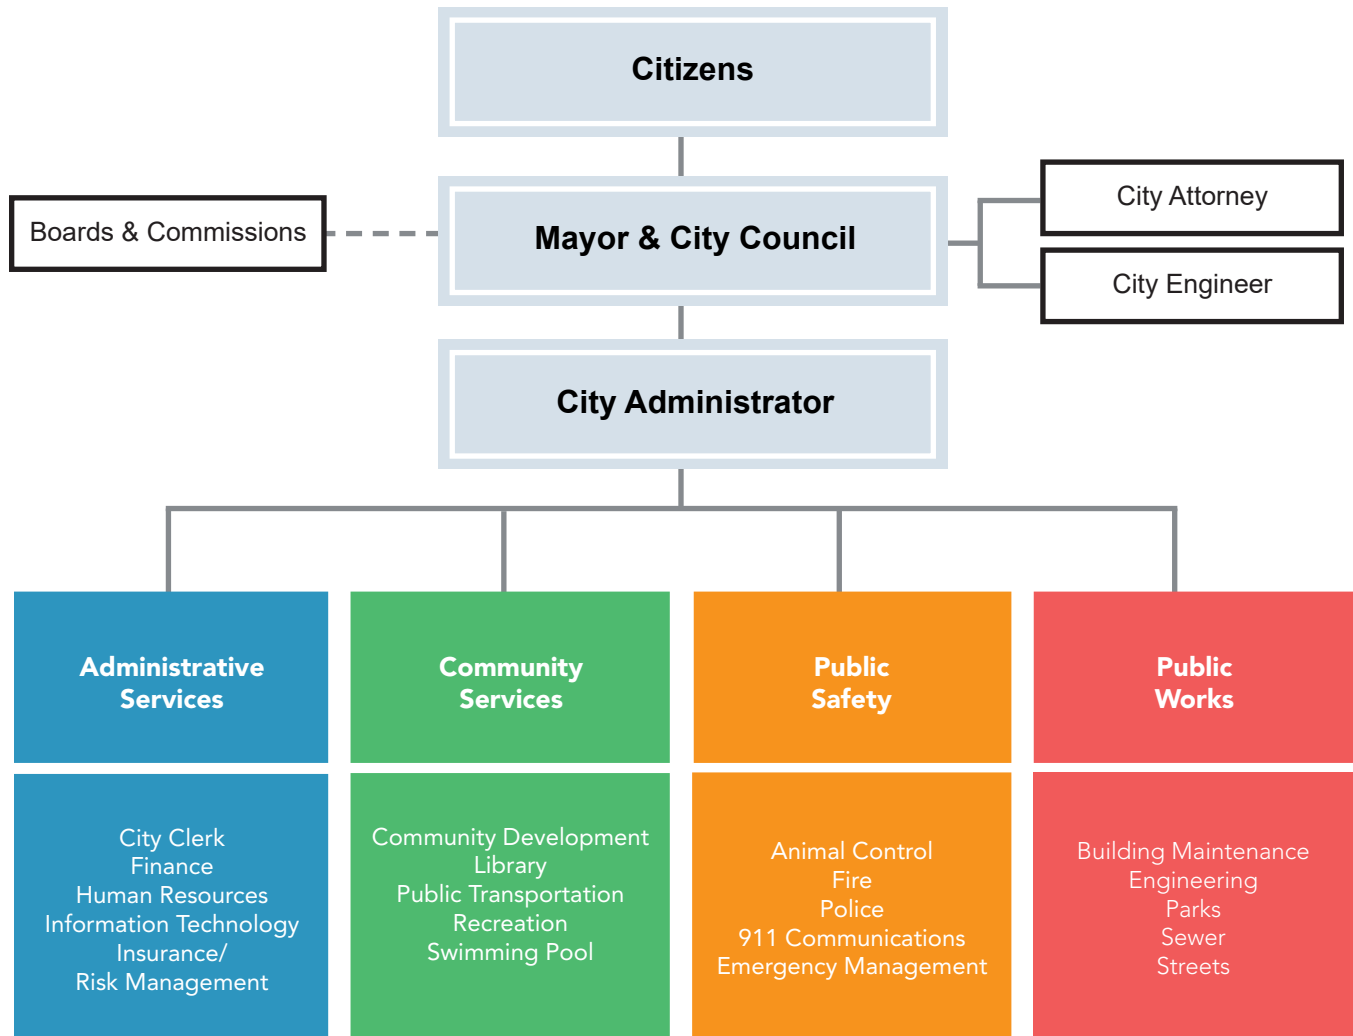 Citizens
Boards & Commissions
Mayor & City Council
City Attorney
City Engineer
City Administrator
Administrative
Services
Community
Services
Public
Safety
Public
Works
City Clerk
Finance
Human Resources
Information Technology
Insurance/
Risk Management
Community Development
Library
Public Transportation
Recreation
Swimming Pool
Animal Control
Fire
Police
911 Communications
Emergency Management
Building Maintenance
Engineering
Parks
Sewer
Streets